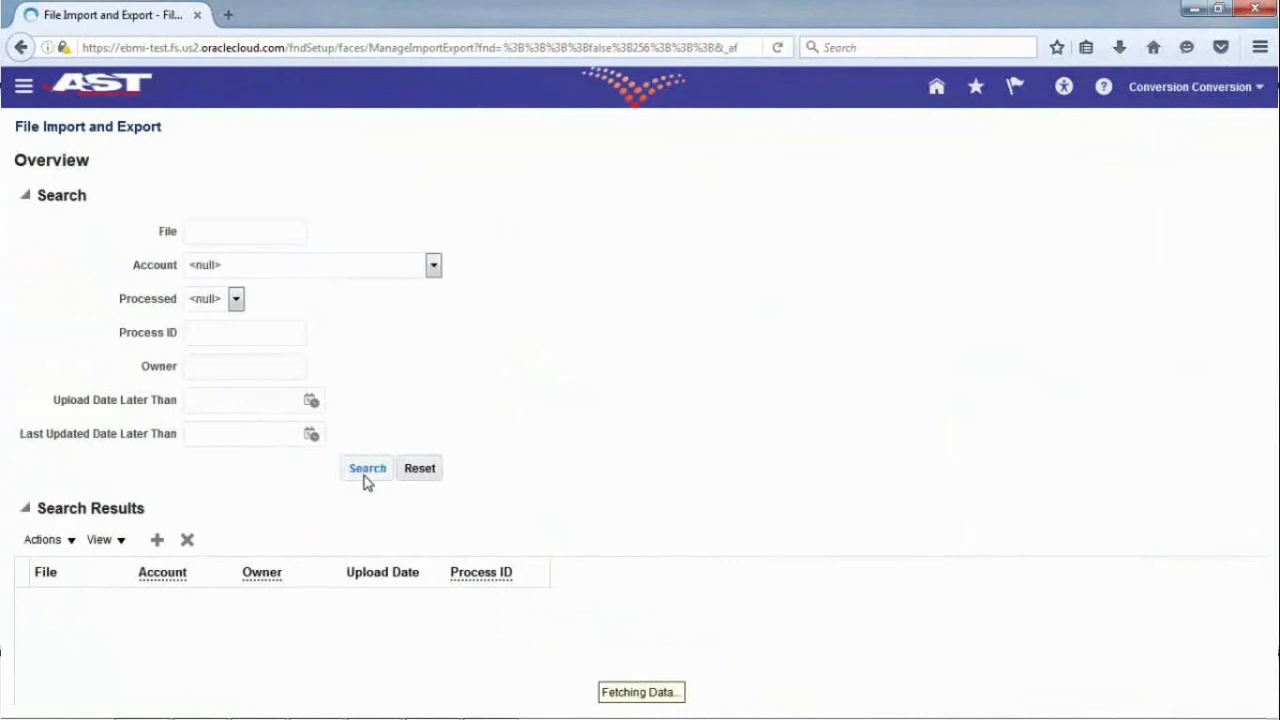 File Import and Export - Fil...
https://ebmi-test.fs.us2.oraclecloud.com/fndSetup/faces/ManageImportExport?fnd=%3B%3B%3B%3Bfalse%3B256%3B%3B%3B&_af
Search
AST
Conversion Conversion
File Import and Export
Overview
Search
File
Account <null>
Processed <null>
Process ID
Owner
Upload Date Later Than
Last Updated Date Later Than
Search Reset
Search Results
Actions View
File Account Owner Upload Date Process ID
Fetching Data...